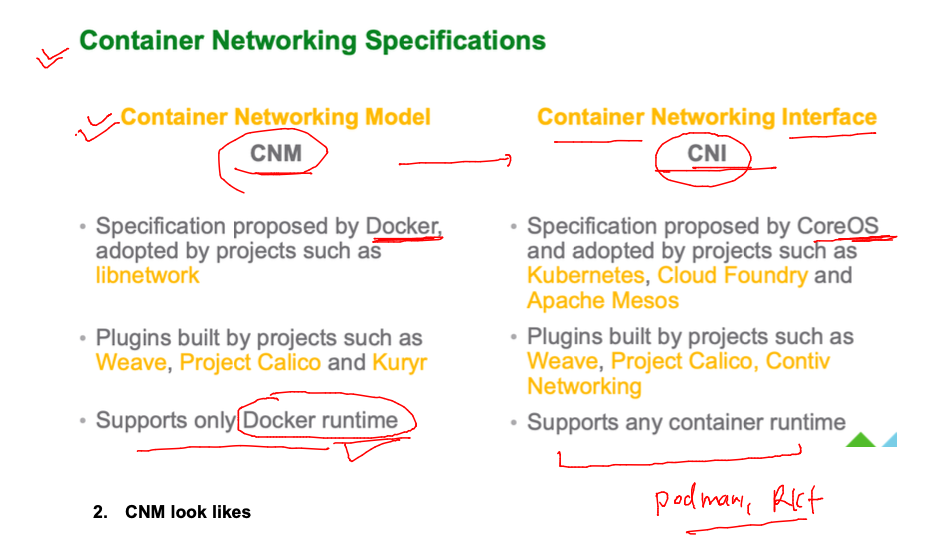 Container Networking Specifications
Container Networking Model
CNM
• Specification proposed by Docker,
adopted by projects such as
libnetwork
• Plugins built by projects such as
Weave, Project Calico and Kuryr
• Supports only Docker runtime
Container Networking Interface
CNI
• Specification proposed by CoreOS
and adopted by projects such as
Kubernetes, Cloud Foundry and
Apache Mesos
• Plugins built by projects such as
Weave, Project Calico, Contiv
Networking
• Supports any container runtime
podman, Rkt
2. CNM look likes